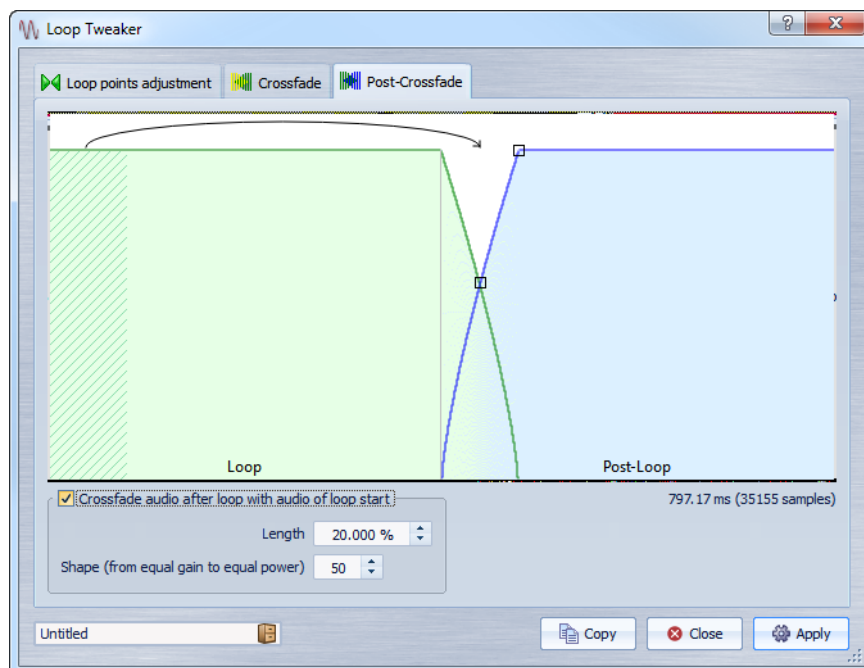 Loop Tweaker
Loop points adjustment
Crossfade
Post-Crossfade
Loop
Post-Loop
Crossfade audio after loop with audio of loop start
797.17 ms (35155 samples)
Length
20.000 %
Shape (from equal gain to equal power)
50
Untitled
Copy
Close
Apply